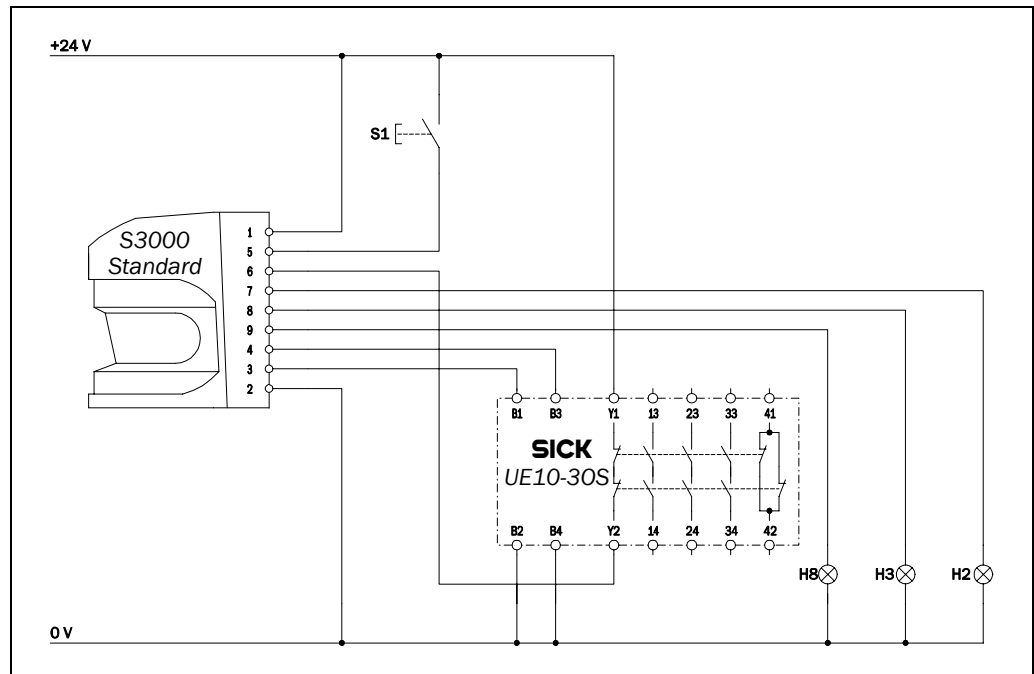 +24 V
S1
S3000
Standard
1
5
6
7
8
9
4
3
2
B1 B3 Y1 13 23 33 41
SICK
UE10-30S
B2 B4 Y2 14 24 34 42
H8 H3 H2
0 V